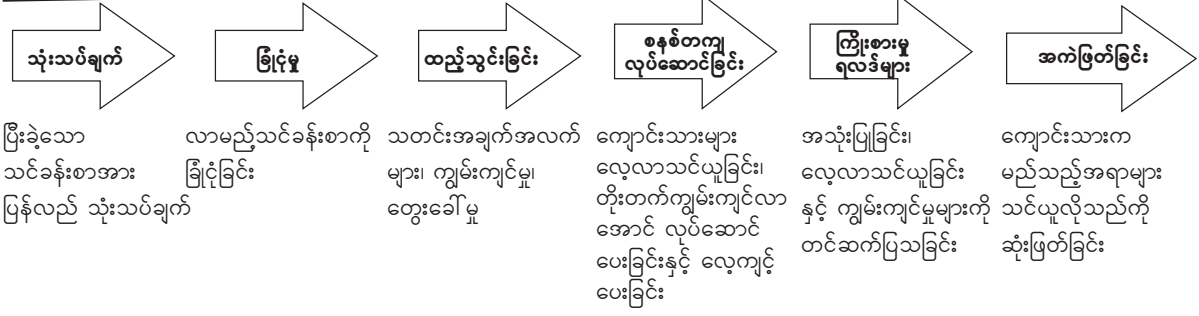 သုံးသပ်ချက်
ခြုံငုံမှု
ထည့်သွင်းခြင်း
စနစ်တကျ
လုပ်ဆောင်ခြင်း
ကြိုးစားမှု
ရလဒ်များ
အကဲဖြတ်ခြင်း
ပြီးခဲ့သော
သင်ခန်းစာအား
ပြန်လည် သုံးသပ်ချက်
လာမည့်သင်ခန်းစာကို
ခြုံငုံခြင်း
သတင်းအချက်အလက်
များ၊ ကျွမ်းကျင်မှု၊
တွေးခေါ်မှု
ကျောင်းသားများ
လေ့လာသင်ယူခြင်း၊
တိုးတက်ကျွမ်းကျင်လာ
အောင် လုပ်ဆောင်
ပေးခြင်းနှင့် လေ့ကျင့်
ပေးခြင်း
အသုံးပြုခြင်း၊
လေ့လာသင်ယူခြင်း
နှင့် ကျွမ်းကျင်မှုများကို
တင်ဆက်ပြသခြင်း
ကျောင်းသားက
မည်သည့်အရာများ
သင်ယူလိုသည်ကို
ဆုံးဖြတ်ခြင်း